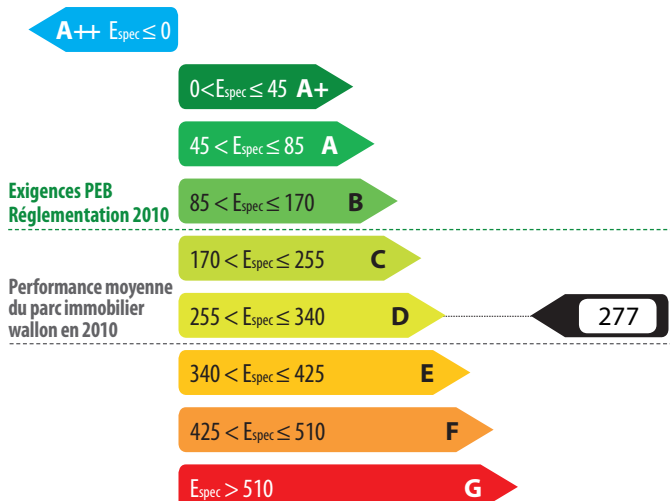 A++ Espec ≤ 0
0<Espec ≤ 45 A+
45 < Espec ≤ 85 A
Exigences PEB
Réglementation 2010
85 < Espec ≤ 170 B
170 < Espec ≤ 255 C
Performance moyenne
du parc immobilier
wallon en 2010
255 < Espec ≤ 340 D
277
340 < Espec ≤ 425 E
425 < Espec ≤ 510 F
Espec > 510 G